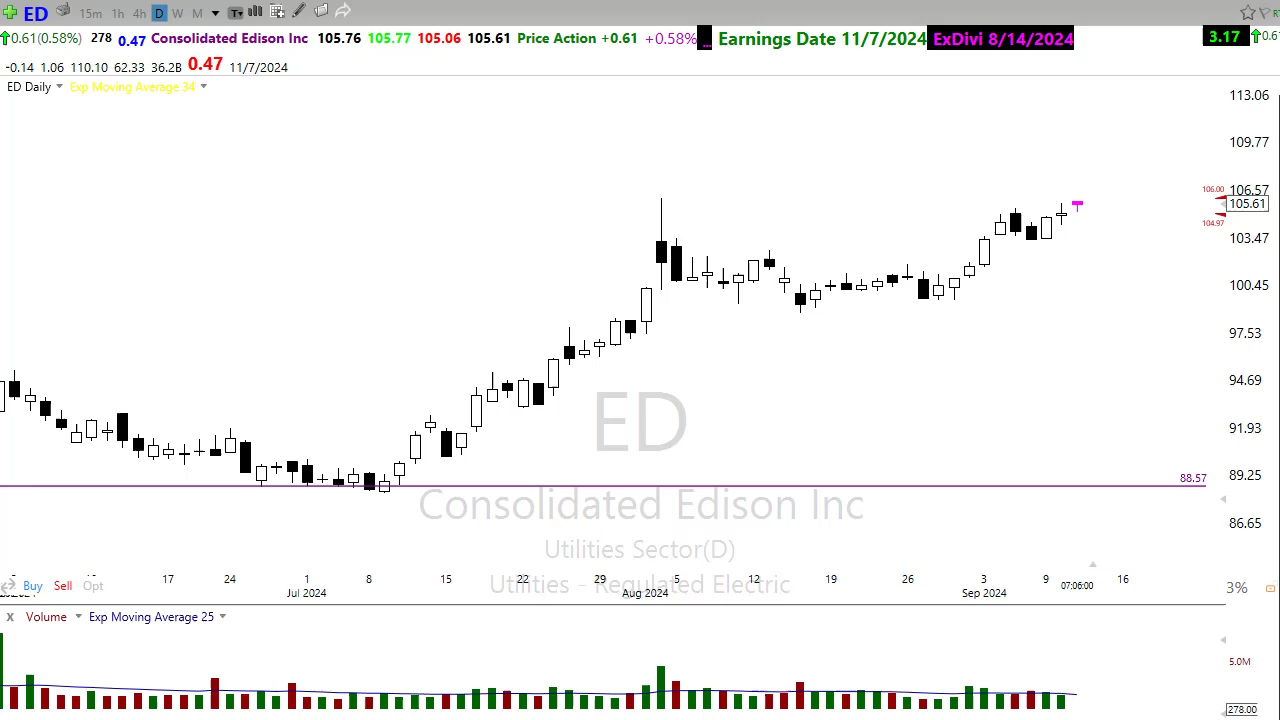 ED 15m 1h 4h D W M T
0.61(0.58%) 278 0.47 Consolidated Edison Inc 105.76 105.77 105.06 105.61 Price Action +0.61 +0.58% ... Earnings Date 11/7/2024 ExDivi 8/14/2024 3.17
-0.14 1.06 110.10 62.33 36.2B 0.47 11/7/2024
ED Daily Exp Moving Average 34
113.06
109.77
106.57
106.00
105.61
104.97
103.47
100.45
97.53
94.69
91.93
89.25
88.57
86.65
ED
Consolidated Edison Inc
Utilities Sector(D)
Utilities - Regulated Electric
Buy Sell Opt
17 24 1 8 15 22 29 5 12 19 26 3 9 16
Jul 2024 Aug 2024 Sep 2024 07:06:00
3%
X Volume Exp Moving Average 25
5.0M
278.00